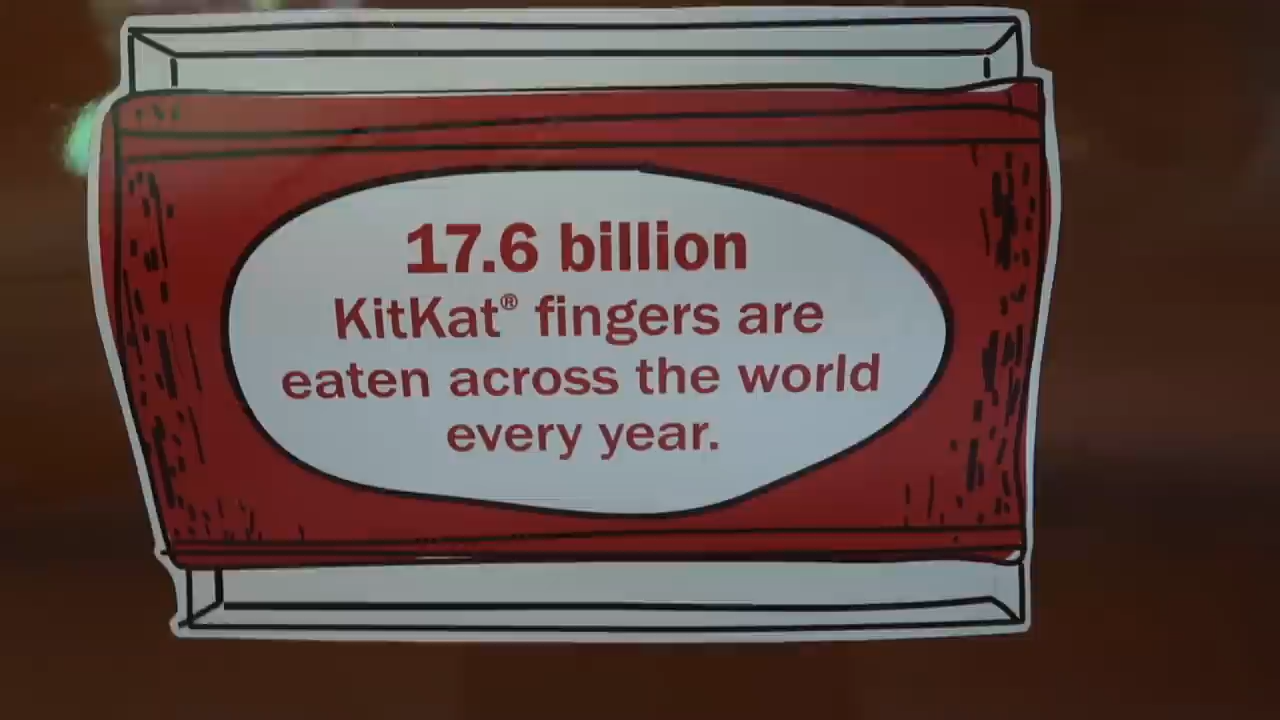 17.6 billion
KitKat® fingers are
eaten across the world
every year.